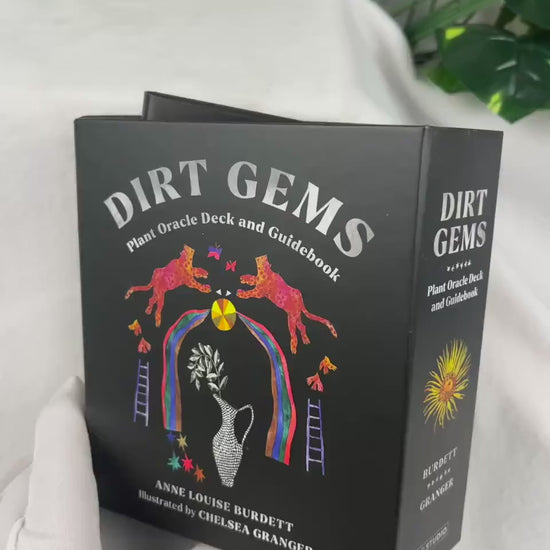 DIRT GEMS
Plant Oracle Deck and Guidebook
ANNE LOUISE BURDETT
Illustrated by CHELSEA GRANGER
DIRT
GEMS
Plant Oracle Deck
and Guidebook
BURDETT
GRANGER
STUDIO